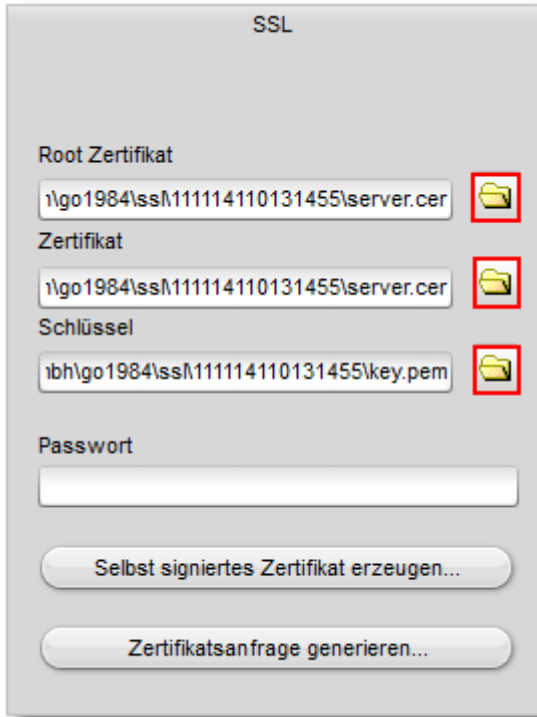 SSL
Root Zertifikat
\go1984\ssl\111114110131455\server.cer
Zertifikat
\go1984\ssl\111114110131455\server.cer
Schlüssel
bh\go1984\ssl\111114110131455\key.pem
Passwort
Selbst signiertes Zertifikat erzeugen...
Zertifikatsanfrage generieren...